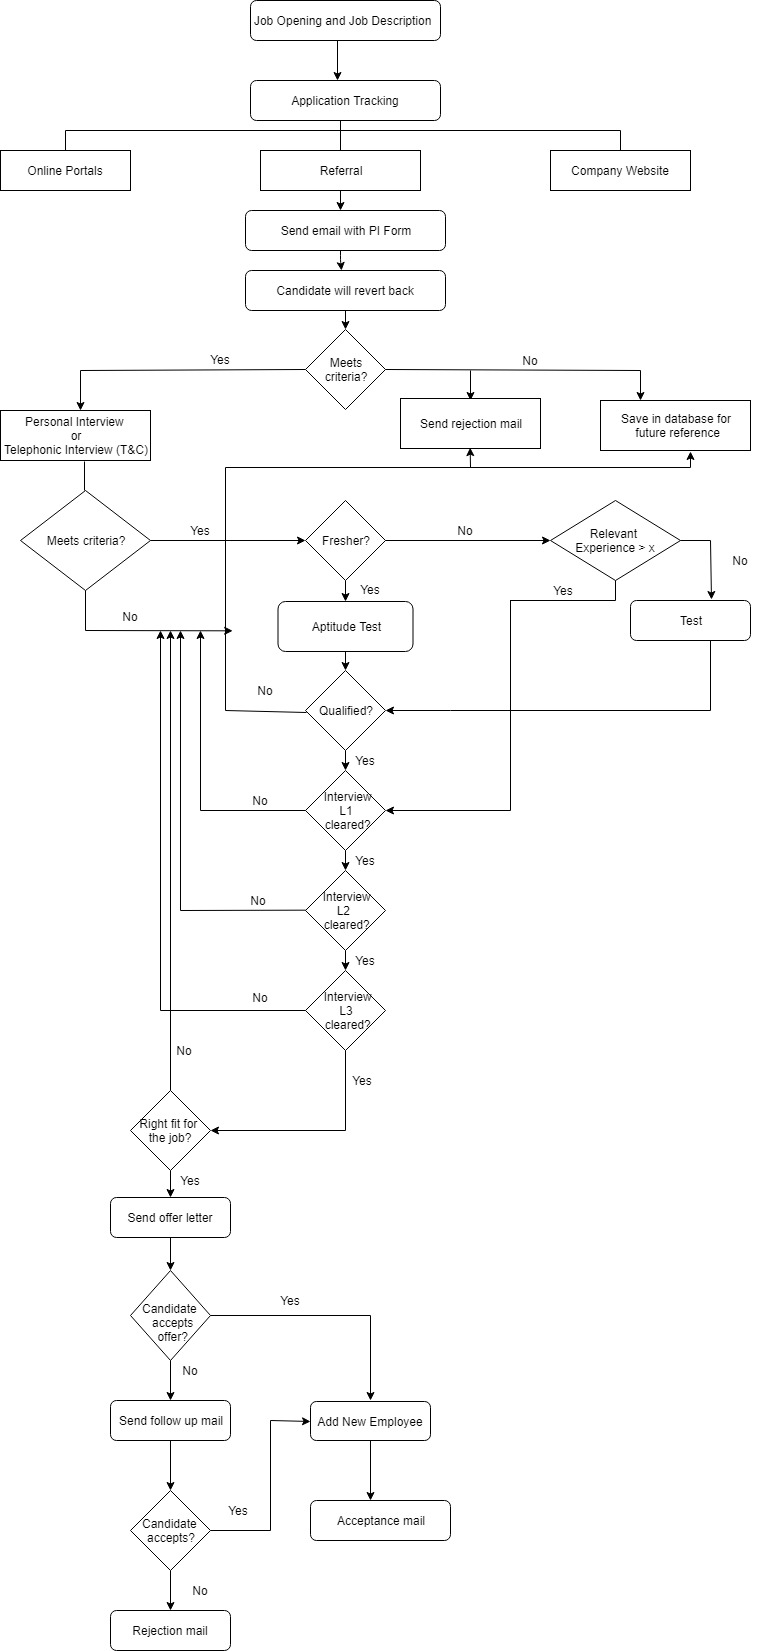 Job Opening and Job Description
Application Tracking
Online Portals
Referral
Company Website
Send email with PI Form
Candidate will revert back
Meets
criteria?
Yes
No
Personal Interview
or
Telephonic Interview (T&C)
Send rejection mail
Save in database for
future reference
Meets criteria?
Yes
Fresher?
No
Relevant
Experience > x
No
Yes
Yes
No
Aptitude Test
Test
No
Qualified?
Yes
Interview
L1
cleared?
No
Yes
Interview
L2
cleared?
No
Yes
Interview
L3
cleared?
No
No
Yes
Right fit for
the job?
Yes
Send offer letter
Candidate
accepts
offer?
Yes
No
Send follow up mail
Add New Employee
Candidate
accepts?
Yes
Acceptance mail
No
Rejection mail